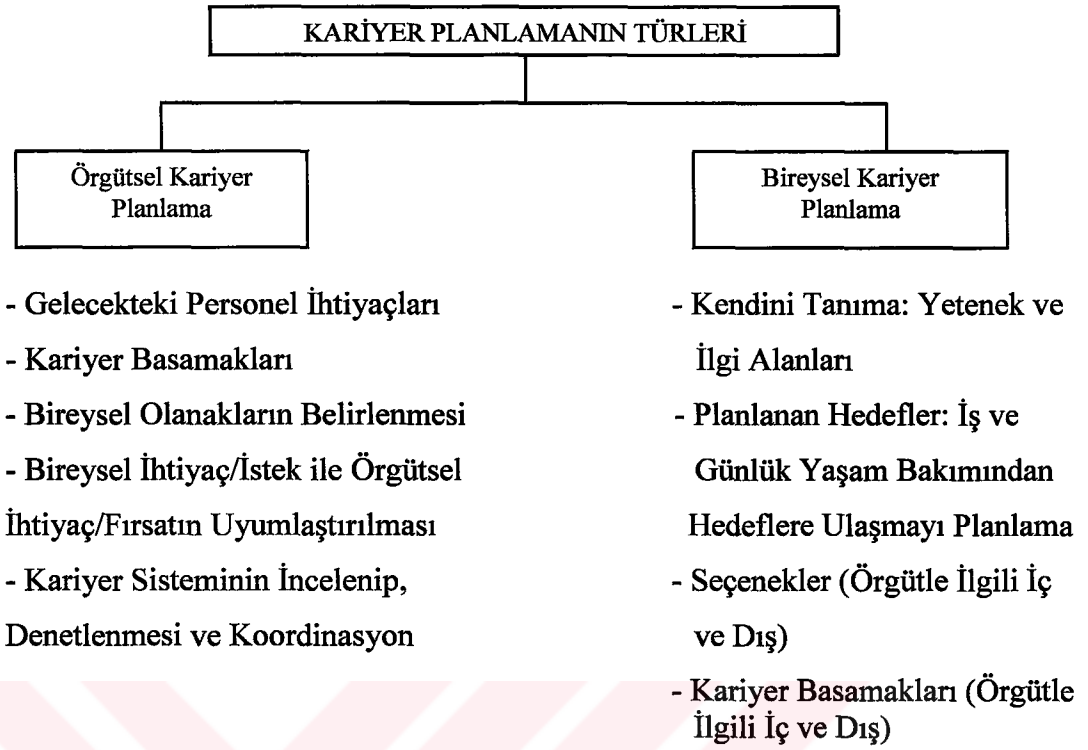 KARİYER PLANLAMANIN TÜRLERİ
Örgütsel Kariyer
Planlama
- Gelecekteki Personel İhtiyaçları
- Kariyer Basamakları
- Bireysel Olanakların Belirlenmesi
- Bireysel İhtiyaç/İstek ile Örgütsel
İhtiyaç/Fırsatın Uyumlaştırılması
- Kariyer Sisteminin İncelenip,
Denetlenmesi ve Koordinasyon
Bireysel Kariyer
Planlama
- Kendini Tanıma: Yetenek ve
İlgi Alanları
- Planlanan Hedefler: İş ve
Günlük Yaşam Bakımından
Hedeflere Ulaşmayı Planlama
- Seçenekler (Örgütle İlgili İç
ve Dış)
- Kariyer Basamakları (Örgütle
İlgili İç ve Dış)